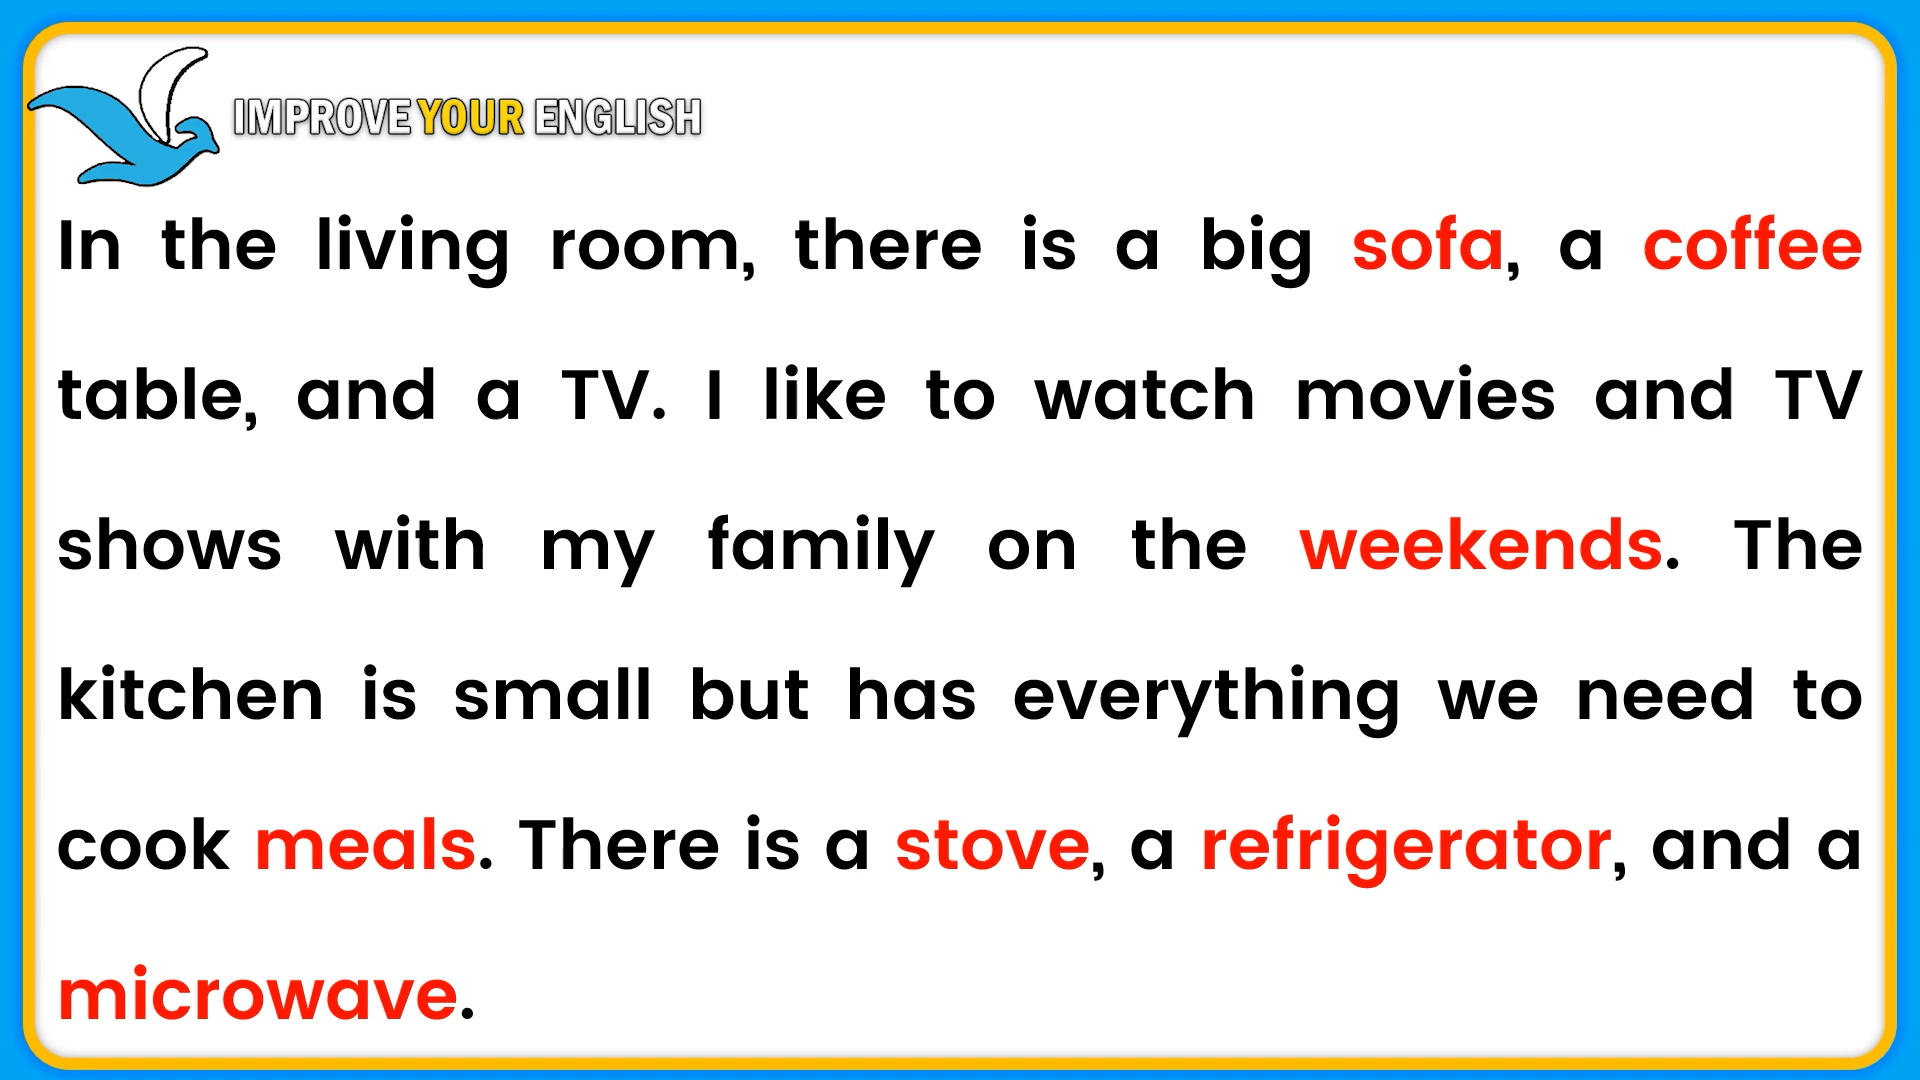 IMPROVE YOUR ENGLISH
In the living room, there is a big sofa, a coffee
table, and a TV. I like to watch movies and TV
shows with my family on the weekends. The
kitchen is small but has everything we need to
cook meals. There is a stove, a refrigerator, and a
microwave.